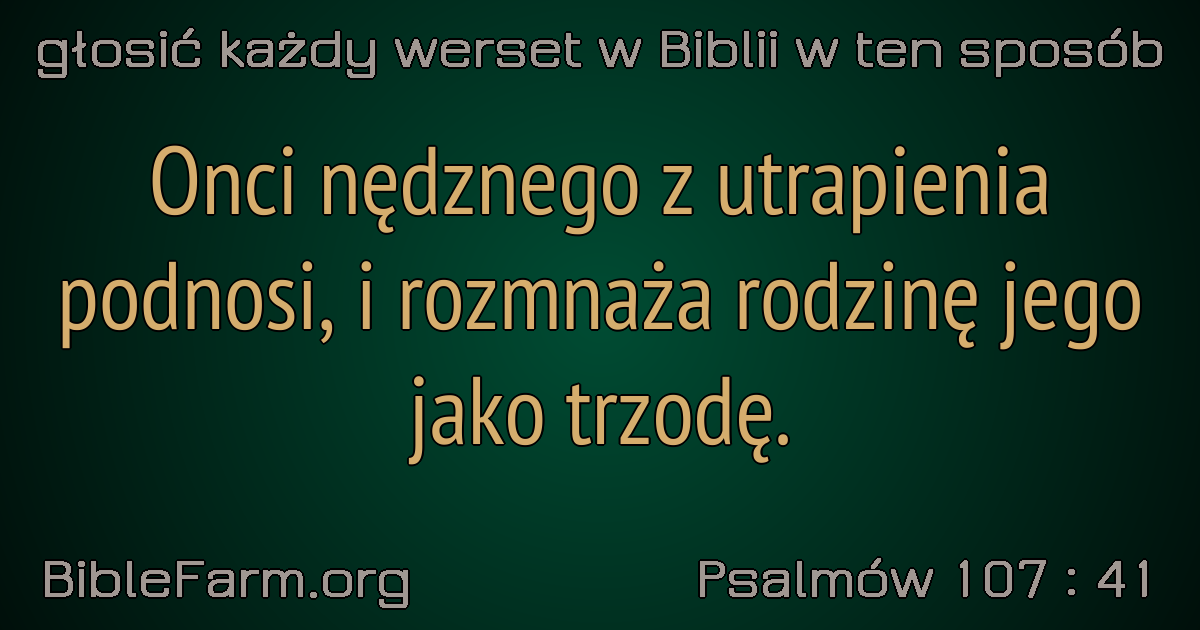 głosić każdy werset w Biblii w ten sposób
Onci nędznego z utrapienia
podnosi, i rozmnaża rodzinę jego
jako trzodę.
BibleFarm.org
Psalmów 107 : 41